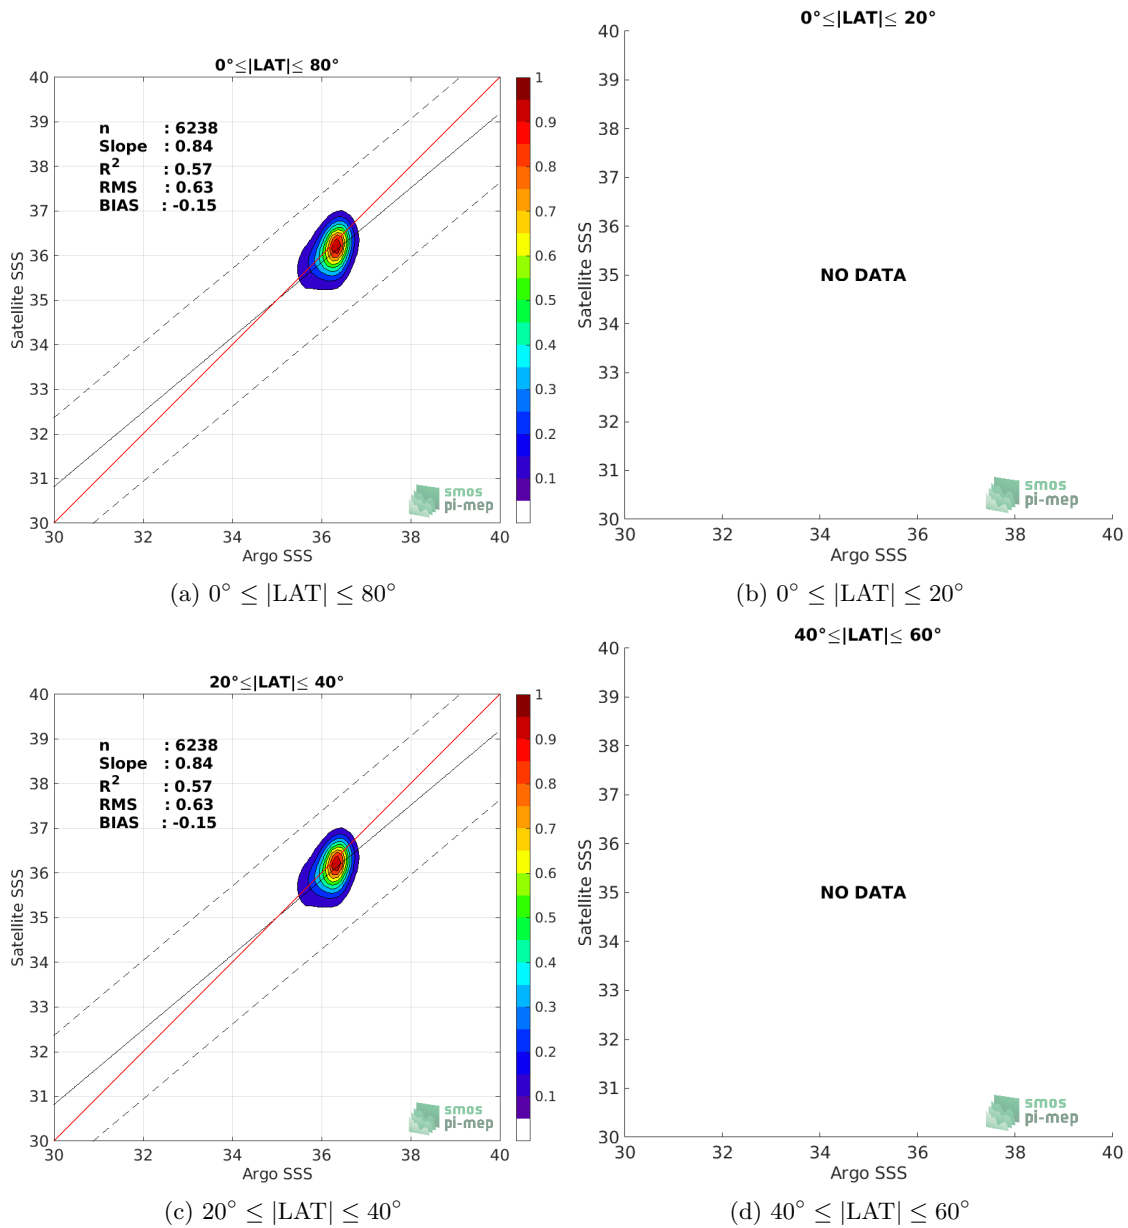 0°≤|LAT|≤ 80°
40
39
38
37
36
35
34
33
32
31
30
Satellite SSS
n : 6238
Slope : 0.84
R2 : 0.57
RMS : 0.63
BIAS : -0.15
smos
pi-mep
30 32 34 36 38 40
Argo SSS
1
0.9
0.8
0.7
0.6
0.5
0.4
0.3
0.2
0.1
(a) 0° ≤ |LAT| ≤ 80°
0°≤|LAT|≤ 20°
40
39
38
37
36
35
34
33
32
31
30
Satellite SSS
NO DATA
smos
pi-mep
30 32 34 36 38 40
Argo SSS
(b) 0° ≤ |LAT| ≤ 20°
20°≤|LAT|≤ 40°
40
39
38
37
36
35
34
33
32
31
30
Satellite SSS
n : 6238
Slope : 0.84
R2 : 0.57
RMS : 0.63
BIAS : -0.15
smos
pi-mep
30 32 34 36 38 40
Argo SSS
1
0.9
0.8
0.7
0.6
0.5
0.4
0.3
0.2
0.1
(c) 20° ≤ |LAT| ≤ 40°
40°≤|LAT|≤ 60°
40
39
38
37
36
35
34
33
32
31
30
Satellite SSS
NO DATA
smos
pi-mep
30 32 34 36 38 40
Argo SSS
(d) 40° ≤ |LAT| ≤ 60°